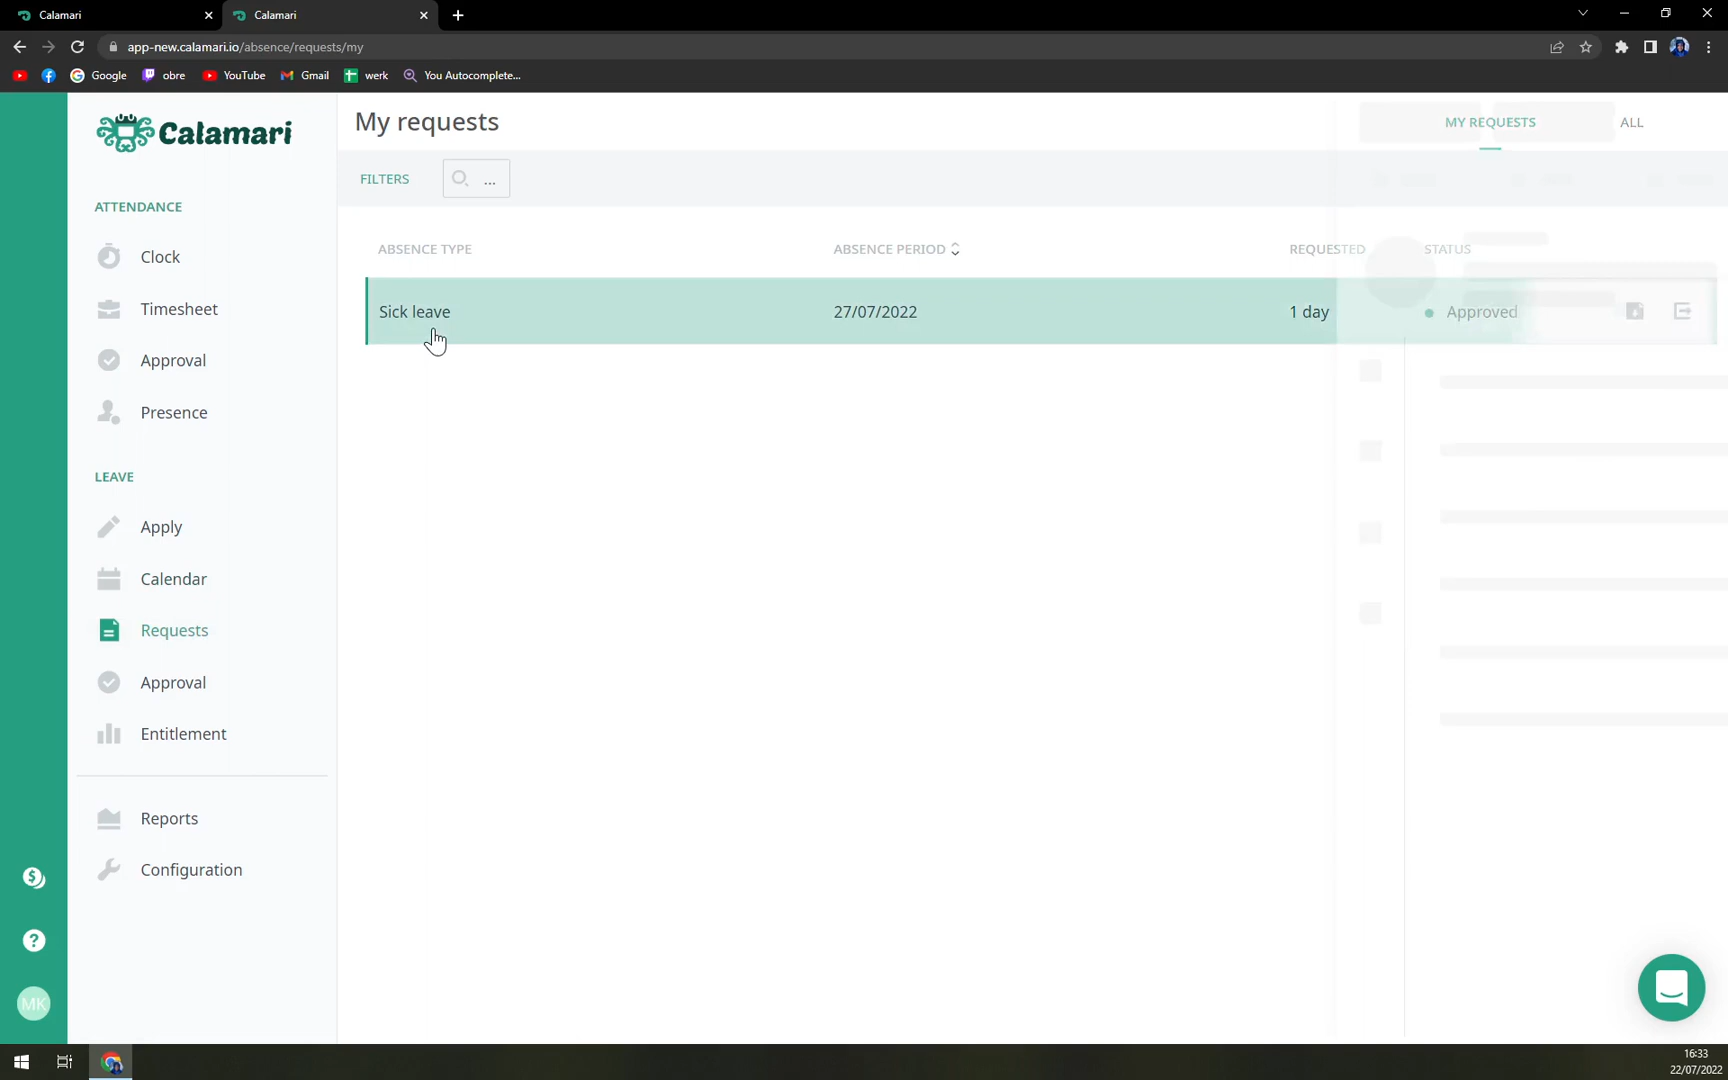 Calamari
Calamari
app-new.calamari.io/absence/requests/my
Google
obre
YouTube
Gmail
werk
You Autocomplete...
Calamari
My requests
MY REQUESTS
ALL
FILTERS
...
ATTENDANCE
Clock
Timesheet
Approval
Presence
LEAVE
Apply
Calendar
Requests
Approval
Entitlement
Reports
Configuration
ABSENCE TYPE
ABSENCE PERIOD
REQUESTED
STATUS
Sick leave
27/07/2022
1 day
Approved
MK
16:33
22/07/2022